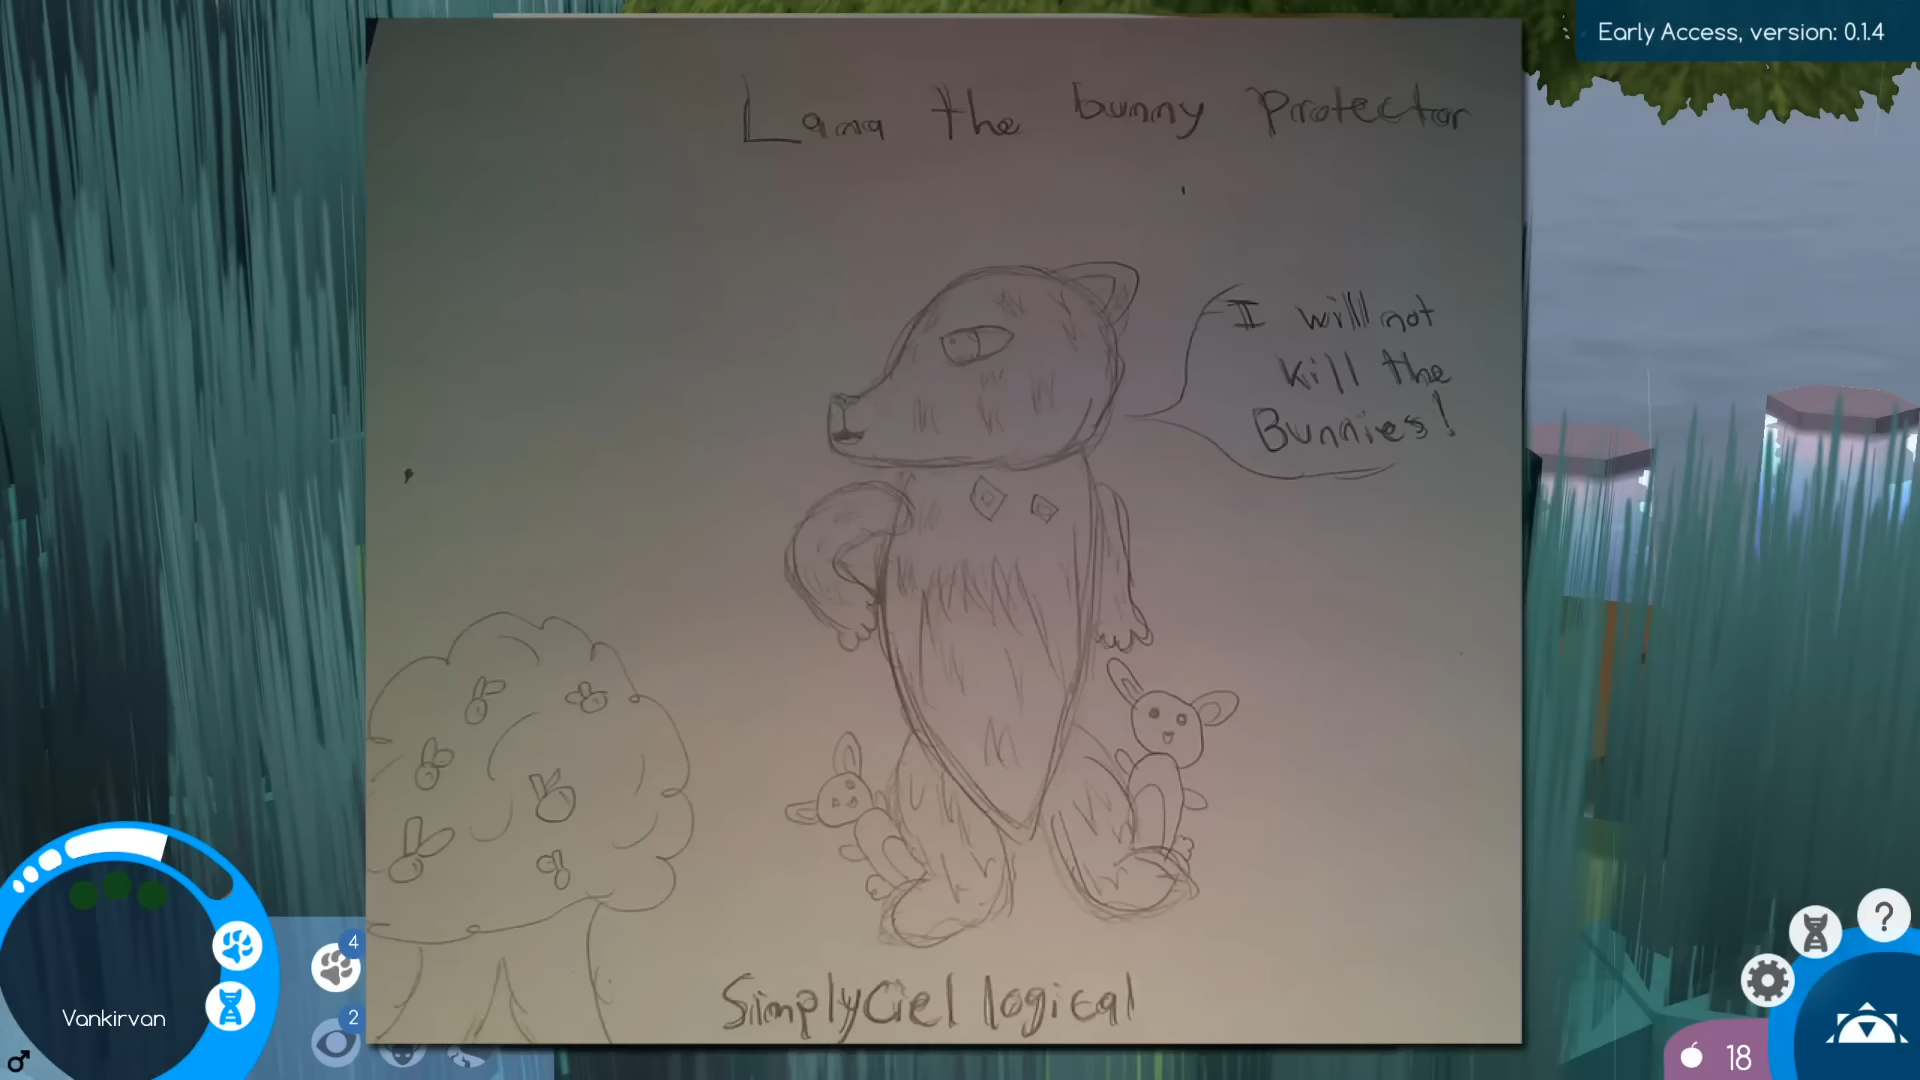 Early Access, version: 0.1.4
Lana the bunny protector
I will not
Kill the
Bunnies!
SimplyCiel logical
4
2
Vankirvan
?
18